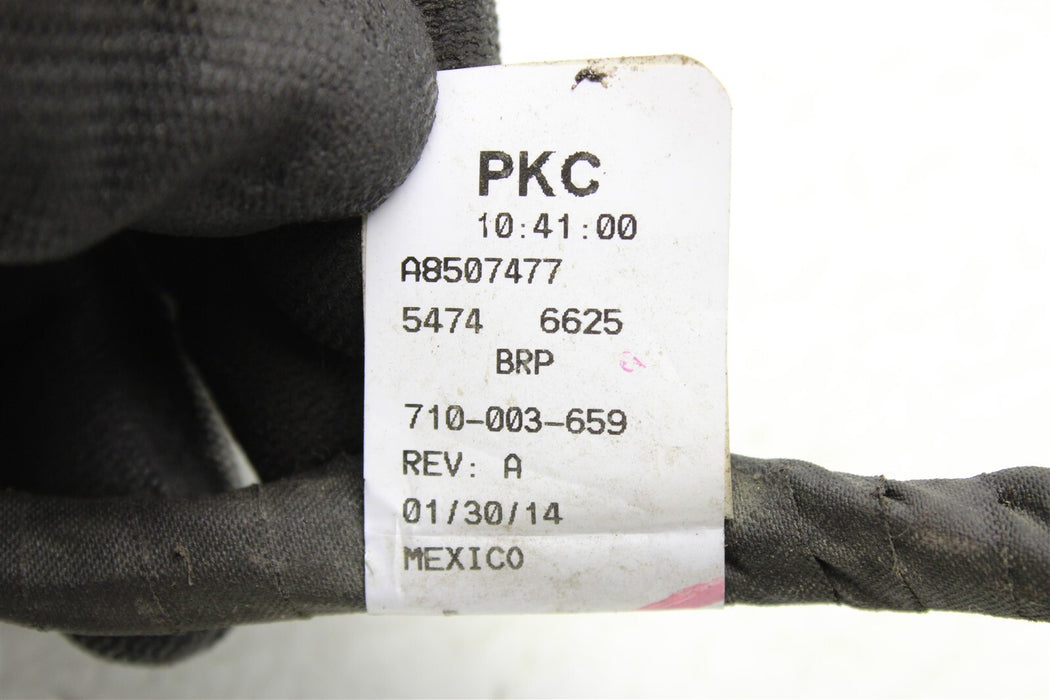 PKC
10:41:00
A8507477
5474 6625
BRP
710-003-659
REV: A
01/30/14
MEXICO